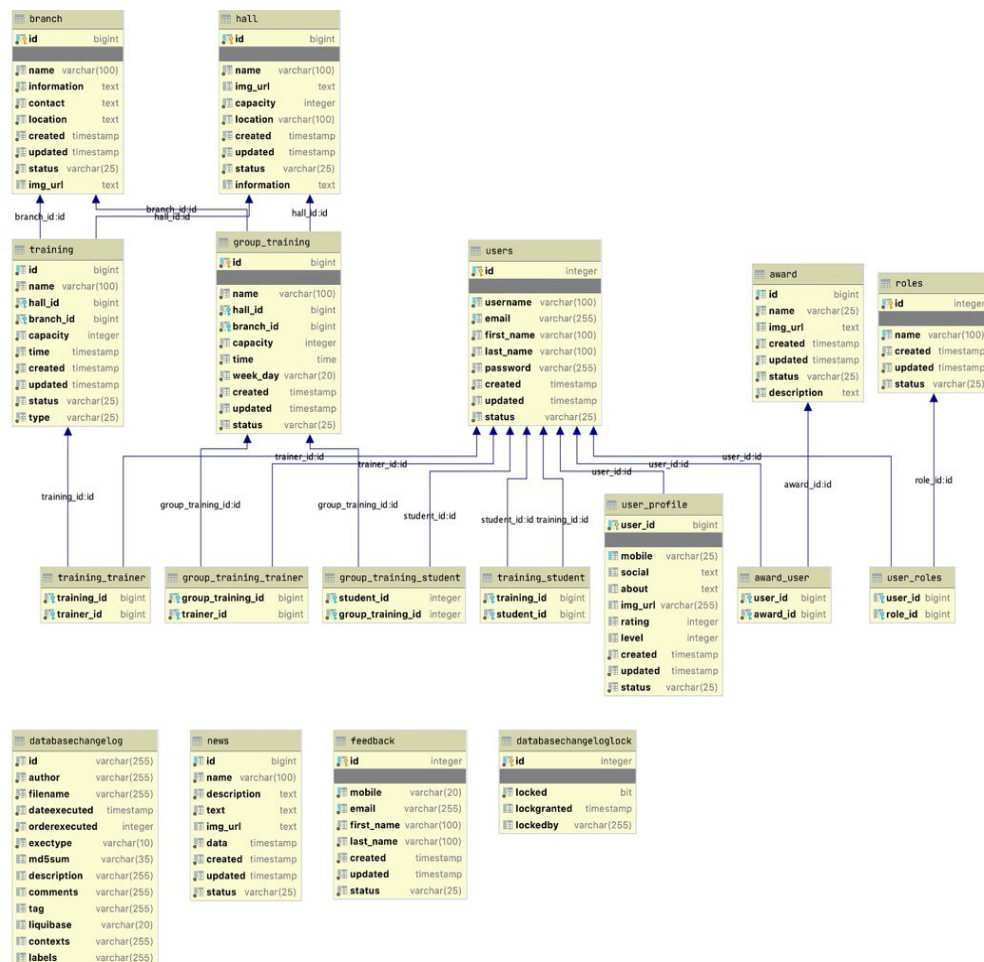 branch
id bigint
name varchar(100)
information text
contact text
location text
created timestamp
updated timestamp
status varchar(25)
img_url text
hall
id bigint
name varchar(100)
img_url text
capacity integer
location varchar(100)
created timestamp
updated timestamp
status varchar(25)
information text
branch_id:id
branch_id:id
hall_id:id
hall_id:id
training
id bigint
name varchar(100)
hall_id bigint
branch_id bigint
capacity integer
time timestamp
created timestamp
updated timestamp
status varchar(25)
type varchar(25)
group_training
id bigint
name varchar(100)
hall_id bigint
branch_id bigint
capacity integer
time time
week_day varchar(20)
created timestamp
updated timestamp
status varchar(25)
users
id integer
username varchar(100)
email varchar(255)
first_name varchar(100)
last_name varchar(100)
password varchar(255)
created timestamp
updated timestamp
status varchar(25)
award
id bigint
name varchar(25)
img_url text
created timestamp
updated timestamp
status varchar(25)
description text
roles
id integer
name varchar(100)
created timestamp
updated timestamp
status varchar(25)
trainer_id:id
trainer_id:id
user_id:id
user_id:id
user_id:id
training_id:id
group_training_id:id
group_training_id:id
student_id:id
student_id:id
training_id:id
award_id:id
role_id:id
training_trainer
training_id bigint
trainer_id bigint
group_training_trainer
group_training_id bigint
trainer_id bigint
group_training_student
student_id integer
group_training_id integer
training_student
training_id bigint
student_id bigint
user_profile
user_id bigint
mobile varchar(25)
social text
about text
img_url varchar(255)
rating integer
level integer
created timestamp
updated timestamp
status varchar(25)
award_user
user_id bigint
award_id bigint
user_roles
user_id bigint
role_id bigint
databasechangelog
id varchar(255)
author varchar(255)
filename varchar(255)
dateexecuted timestamp
orderexecuted integer
exectype varchar(10)
md5sum varchar(35)
description varchar(255)
comments varchar(255)
tag varchar(255)
liquibase varchar(20)
contexts varchar(255)
labels varchar(255)
news
id bigint
name varchar(100)
description text
text text
img_url text
data timestamp
created timestamp
updated timestamp
status varchar(25)
feedback
id integer
mobile varchar(20)
email varchar(255)
first_name varchar(100)
last_name varchar(100)
created timestamp
updated timestamp
status varchar(25)
databasechangeloglock
id integer
locked bit
lockgranted timestamp
lockedby varchar(255)